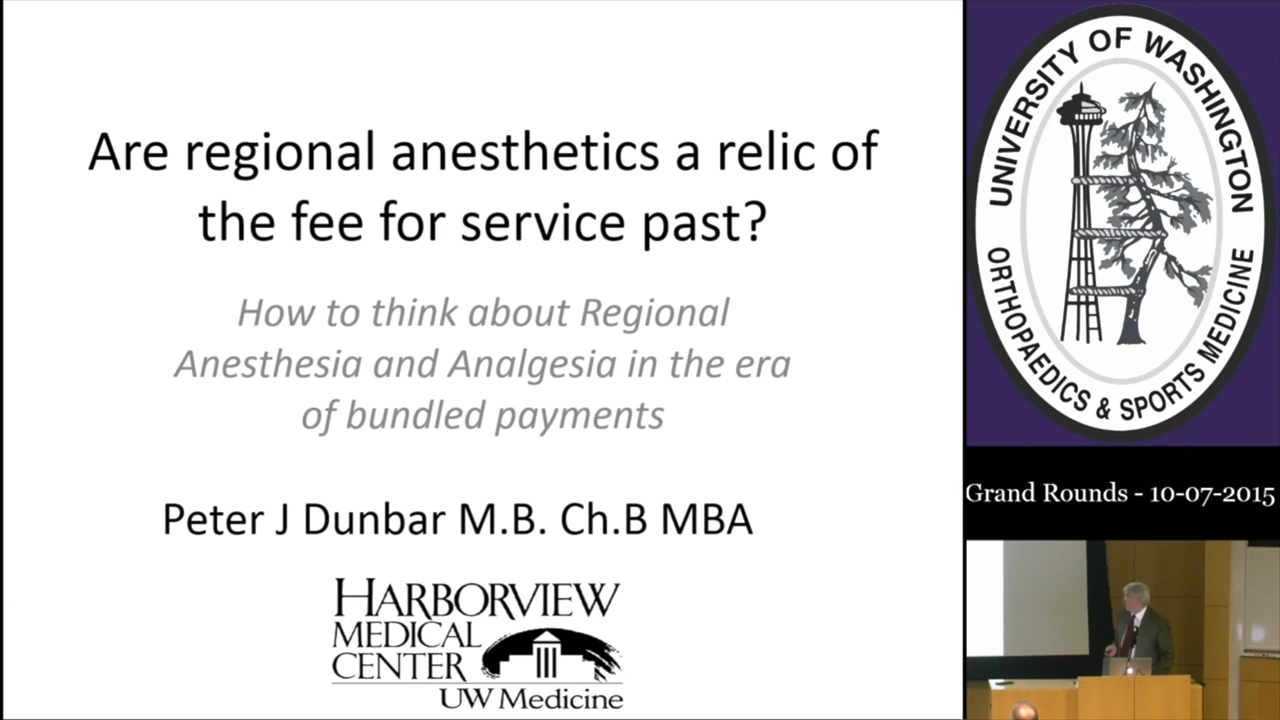 Are regional anesthetics a relic of
the fee for service past?
How to think about Regional
Anesthesia and Analgesia in the era
of bundled payments
Peter J Dunbar M.B. Ch.B MBA
HARBORVIEW
MEDICAL
CENTER
UW Medicine
UNIVERSITY OF WASHINGTON
ORTHOPAEDICS & SPORTS MEDICINE
Grand Rounds - 10-07-2015